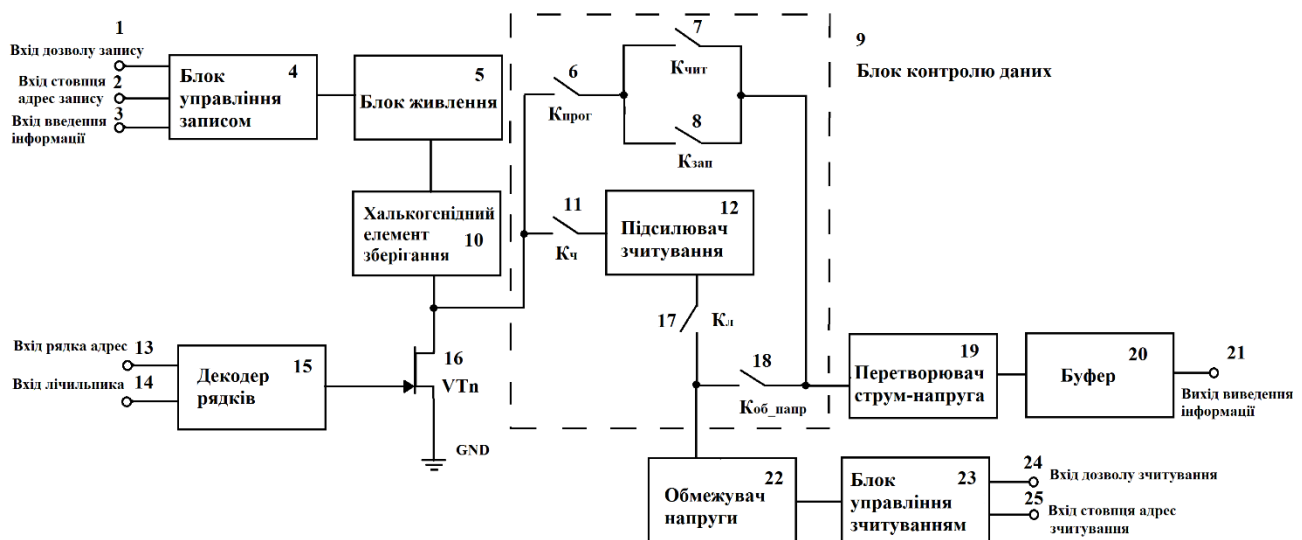 1
Вхід дозволу запису
Вхід стовпця
адрес запису
2
Вхід введення
інформації
3
Блок
управління
записом
4
5
Блок живлення
6
Кпрог
7
Кчит
8
Кзап
9
Блок контролю даних
Халькогенідний
елемент
зберігання
10
11
Кч
12
Підсилювач
зчитування
Вхід рядка адрес
13
Вхід лічильника
14
Декодер
рядків
15
16
VTn
GND
17
Кл
18
Коб_напр
19
Перетворювач
струм-напруга
20
Буфер
21
Вихід виведення
інформації
22
Обмежувач
напруги
Блок
управління
зчитуванням
23
24
Вхід дозволу зчитування
25
Вхід стовпця адрес
зчитування